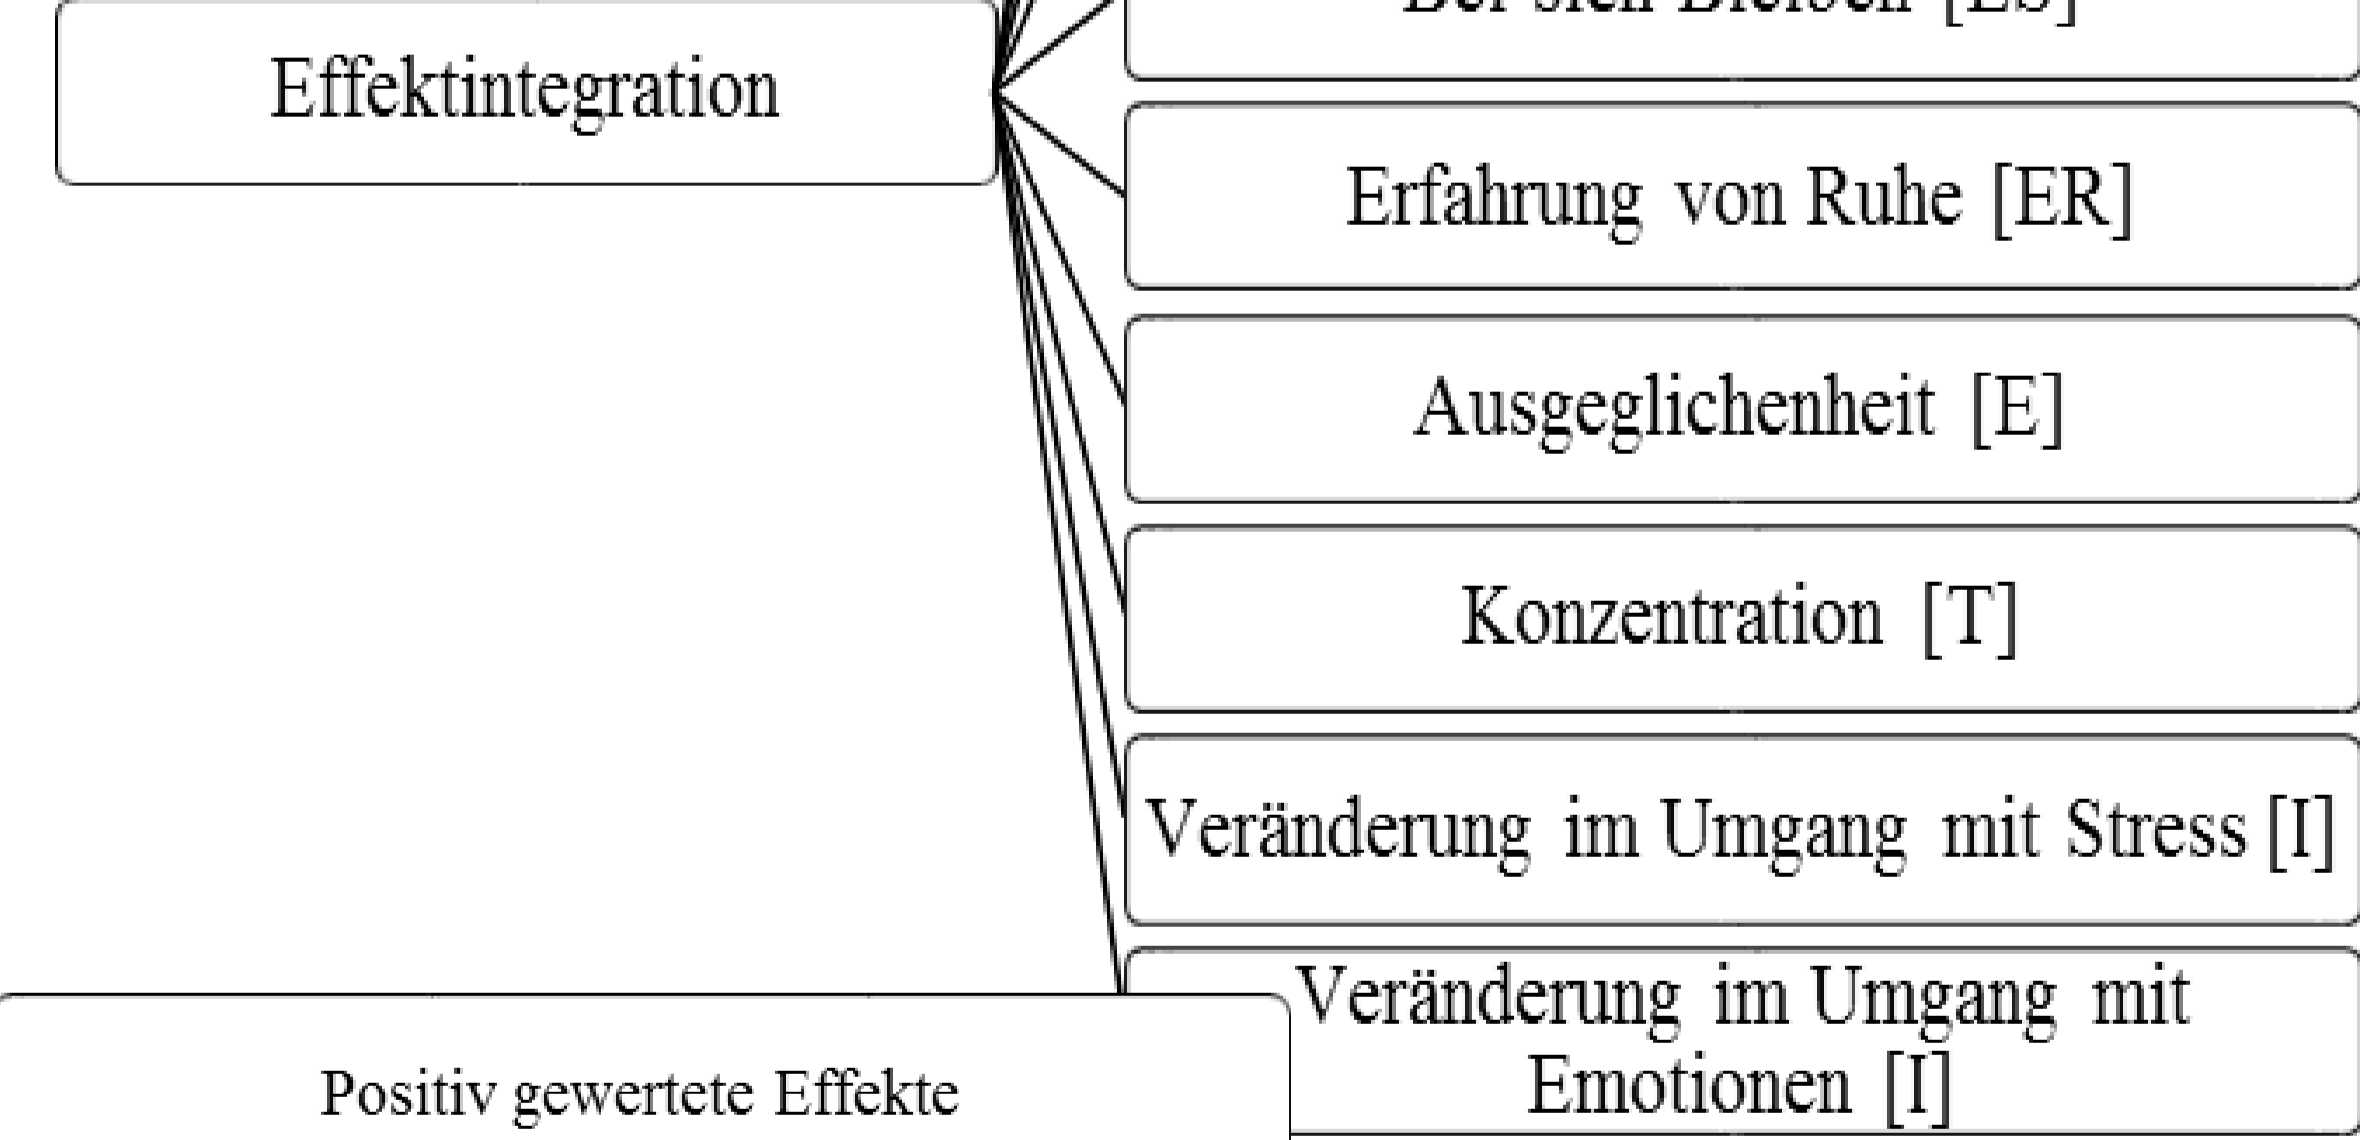 Effektintegration
Erfahrung von Ruhe [ER]
Ausgeglichenheit [E]
Konzentration [T]
Veränderung im Umgang mit Stress [I]
Veränderung im Umgang mit
Emotionen [I]
Positiv gewertete Effekte